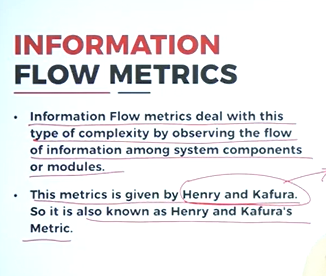 INFORMATION
FLOW METRICS
• Information Flow metrics deal with this
type of complexity by observing the flow
of information among system components
or modules.
• This metrics is given by Henry and Kafura.
So it is also known as Henry and Kafura's
Metric.